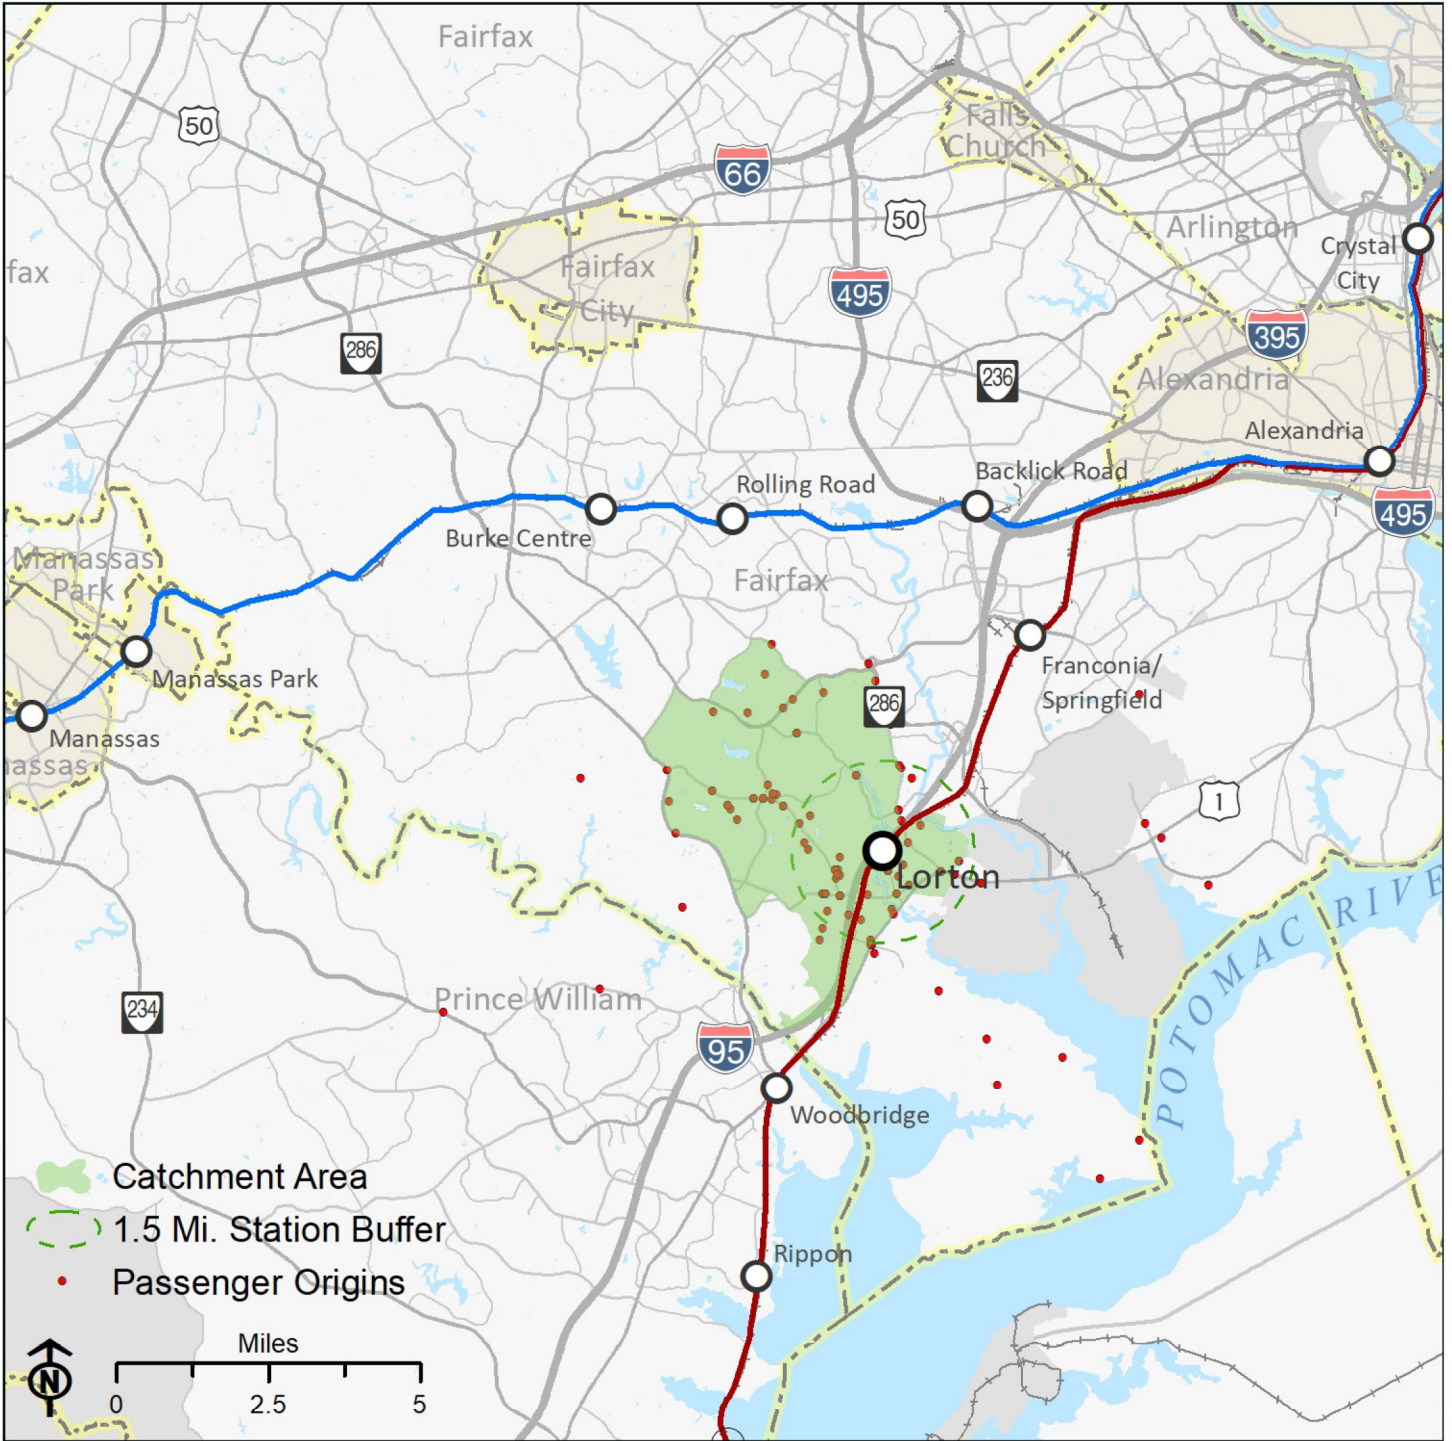 Fairfax
50
Falls
Church
66
50
Arlington
Crystal
City
fax
Fairfax
City
495
395
286
236
Alexandria
Alexandria
Backlick Road
Rolling Road
495
Burke Centre
Manassas
Park
Fairfax
Franconia/
Springfield
Manassas Park
286
Manassas
nassas
1
Lorton
POTOMAC RIVE
Prince William
234
95
Woodbridge
Catchment Area
1.5 Mi. Station Buffer
Rippon
Passenger Origins
Miles
N
0 2.5 5